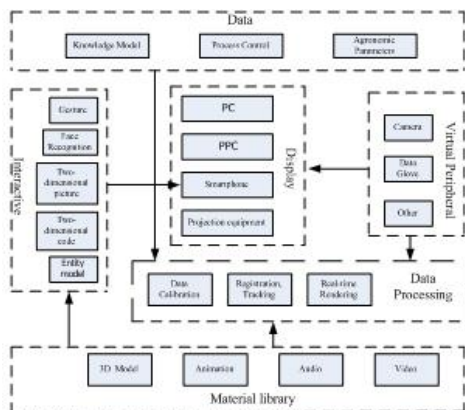 Data
Knowledge Model
Process Control
Agronomic
Parameters
Interactive
Gesture
Face
Recognition
Two-
dimensional
picture
Two-
dimensional
code
Entity
model
PC
PPC
Smartphone
Projection equipment
Display
Camera
Data
Glove
Other
Virtual Peripheral
Data
Calibration
Registration,
Tracking
Real-time
Rendering
Data
Processing
3D Model
Animation
Audio
Video
Material library